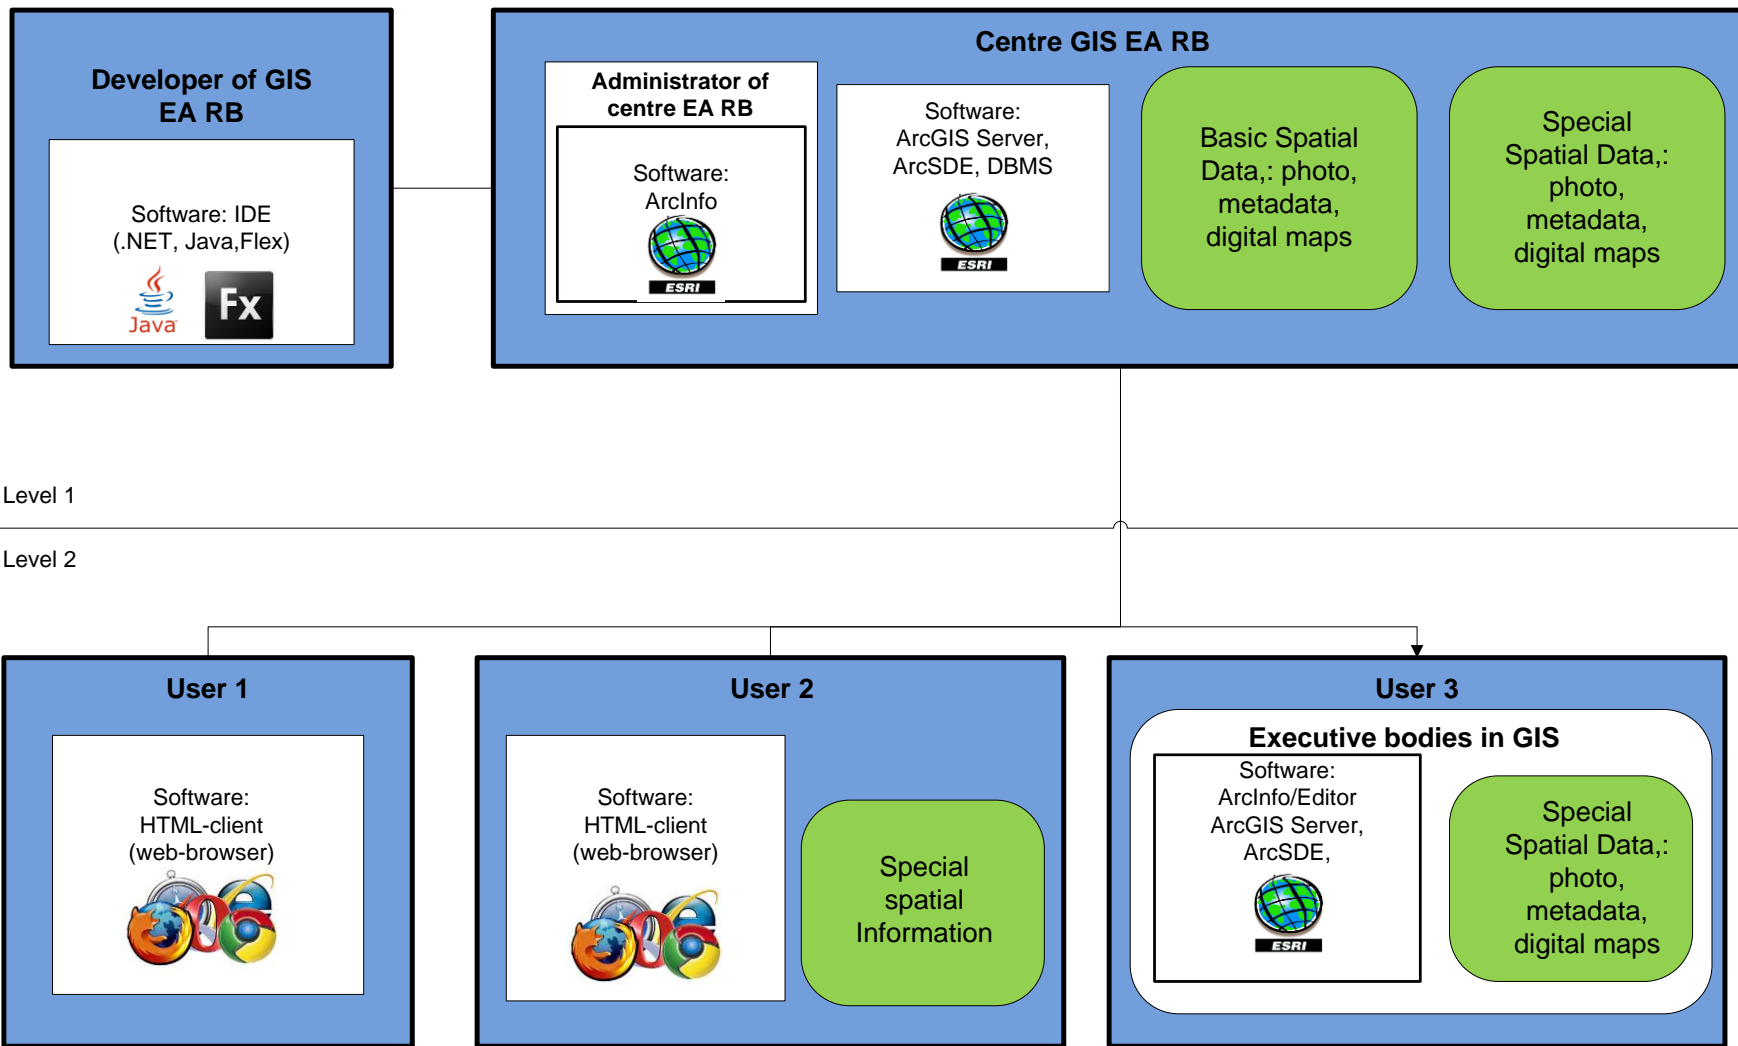 Developer of GIS
EA RB
Software: IDE
(.NET, Java,Flex)
Java
Fx
Centre GIS EA RB
Administrator of
centre EA RB
Software:
ArcInfo
ESRI
Software:
ArcGIS Server,
ArcSDE, DBMS
ESRI
Basic Spatial
Data,: photo,
metadata,
digital maps
Special
Spatial Data,:
photo,
metadata,
digital maps
Level 1
Level 2
User 1
Software:
HTML-client
(web-browser)
User 2
Software:
HTML-client
(web-browser)
Special
spatial
Information
User 3
Executive bodies in GIS
Software:
ArcInfo/Editor
ArcGIS Server,
ArcSDE,
ESRI
Special
Spatial Data,:
photo,
metadata,
digital maps